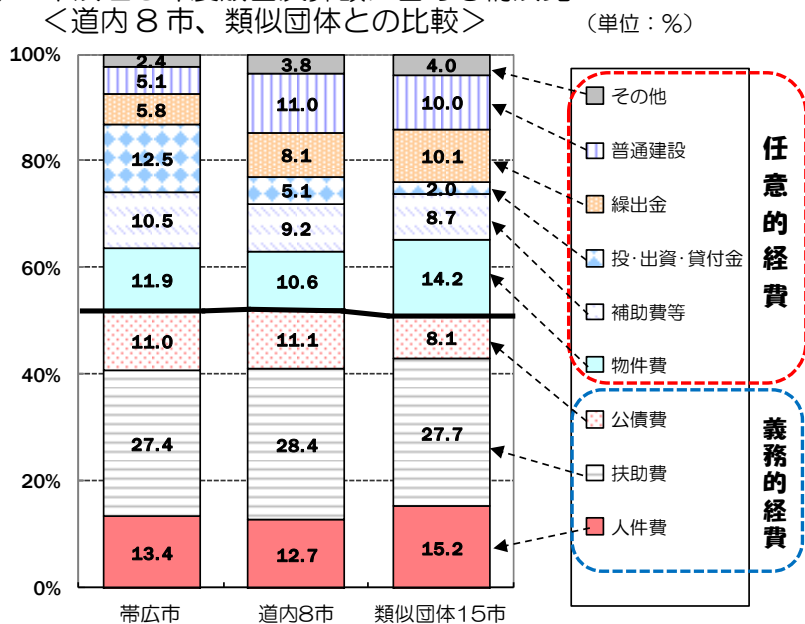 ＜道内８市、類似団体との比較＞
（単位：％）
100%
80%
60%
40%
20%
0%
2.4
5.1
5.8
12.5
10.5
11.9
11.0
27.4
13.4
3.8
11.0
8.1
5.1
9.2
10.6
11.1
28.4
12.7
4.0
10.0
10.1
2.0
8.7
14.2
8.1
27.7
15.2
帯広市
道内8市
類似団体15市
その他
普通建設
繰出金
投･出資･貸付金
補助費等
物件費
公債費
扶助費
人件費
任意的経費
義務的経費